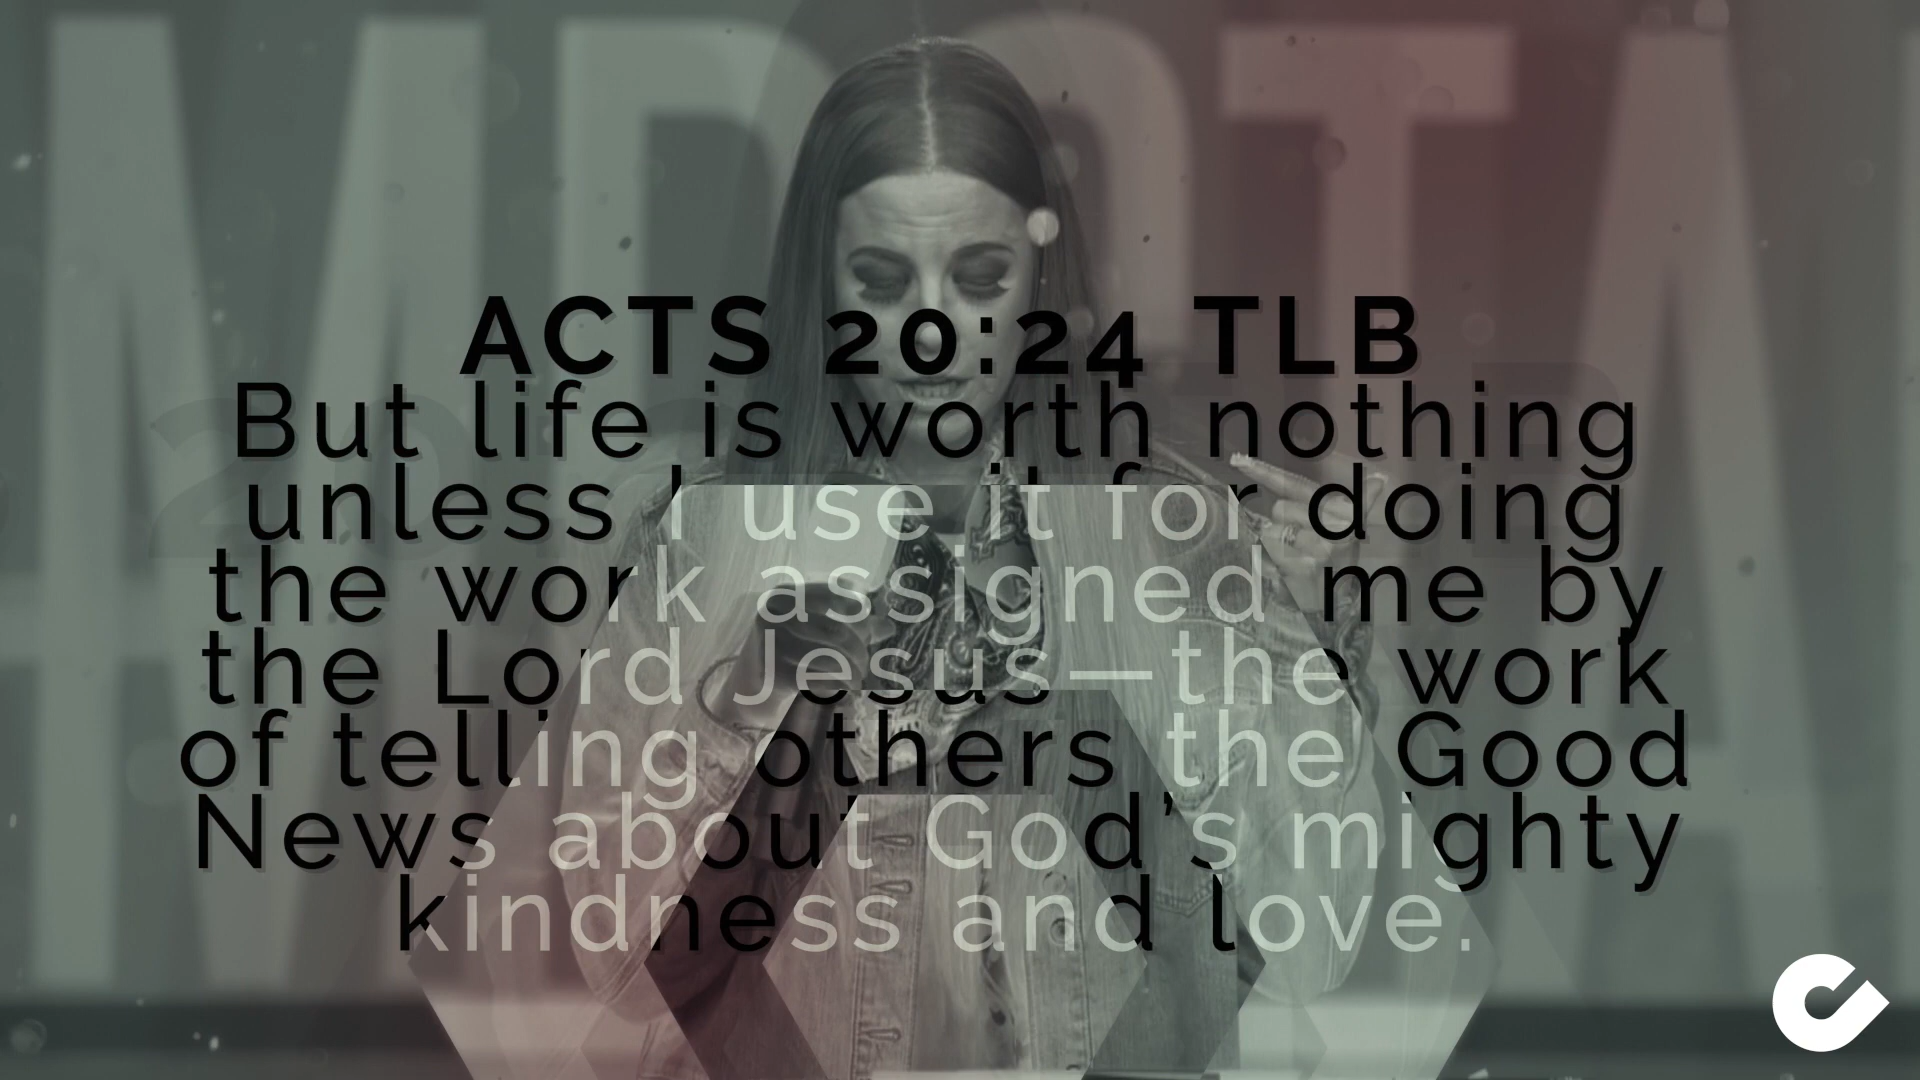 MPSTA
ACTS 20:24 TLB
But life is worth nothing
unless I use it for doing
the work assigned me by
the Lord Jesus—the work
of telling others the Good
News about God’s mighty
kindness and love.